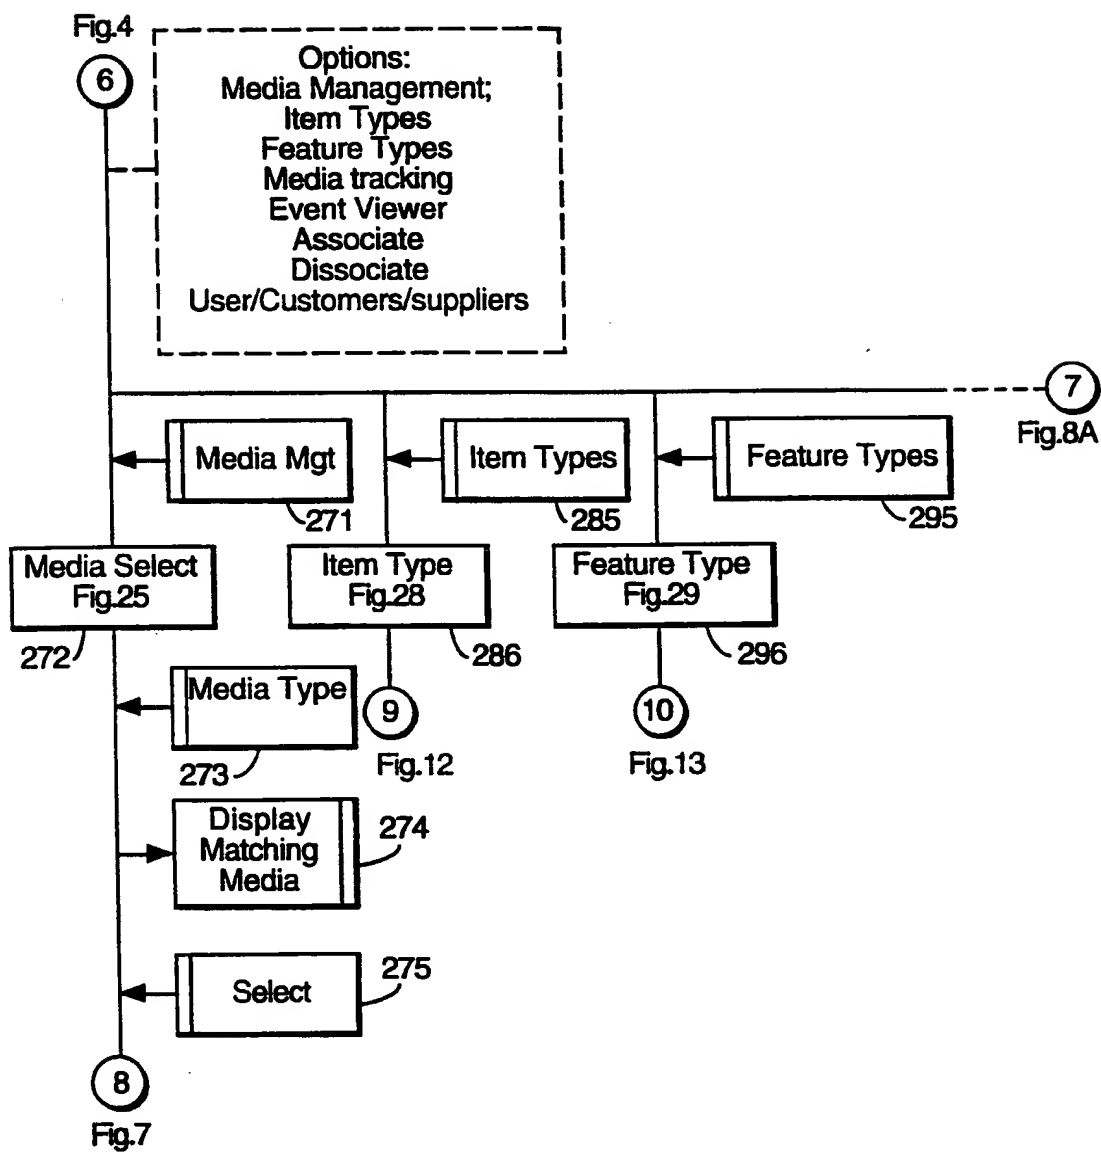 Fig.4
6
Options:
Media Management;
Item Types
Feature Types
Media tracking
Event Viewer
Associate
Dissociate
User/Customers/suppliers
7
Fig.8A
Media Mgt
271
Item Types
285
Feature Types
295
Media Select
Fig.25
272
Item Type
Fig.28
286
Feature Type
Fig.29
296
Media Type
273
9
Fig.12
10
Fig.13
Display
Matching
Media
274
Select
275
8
Fig.7